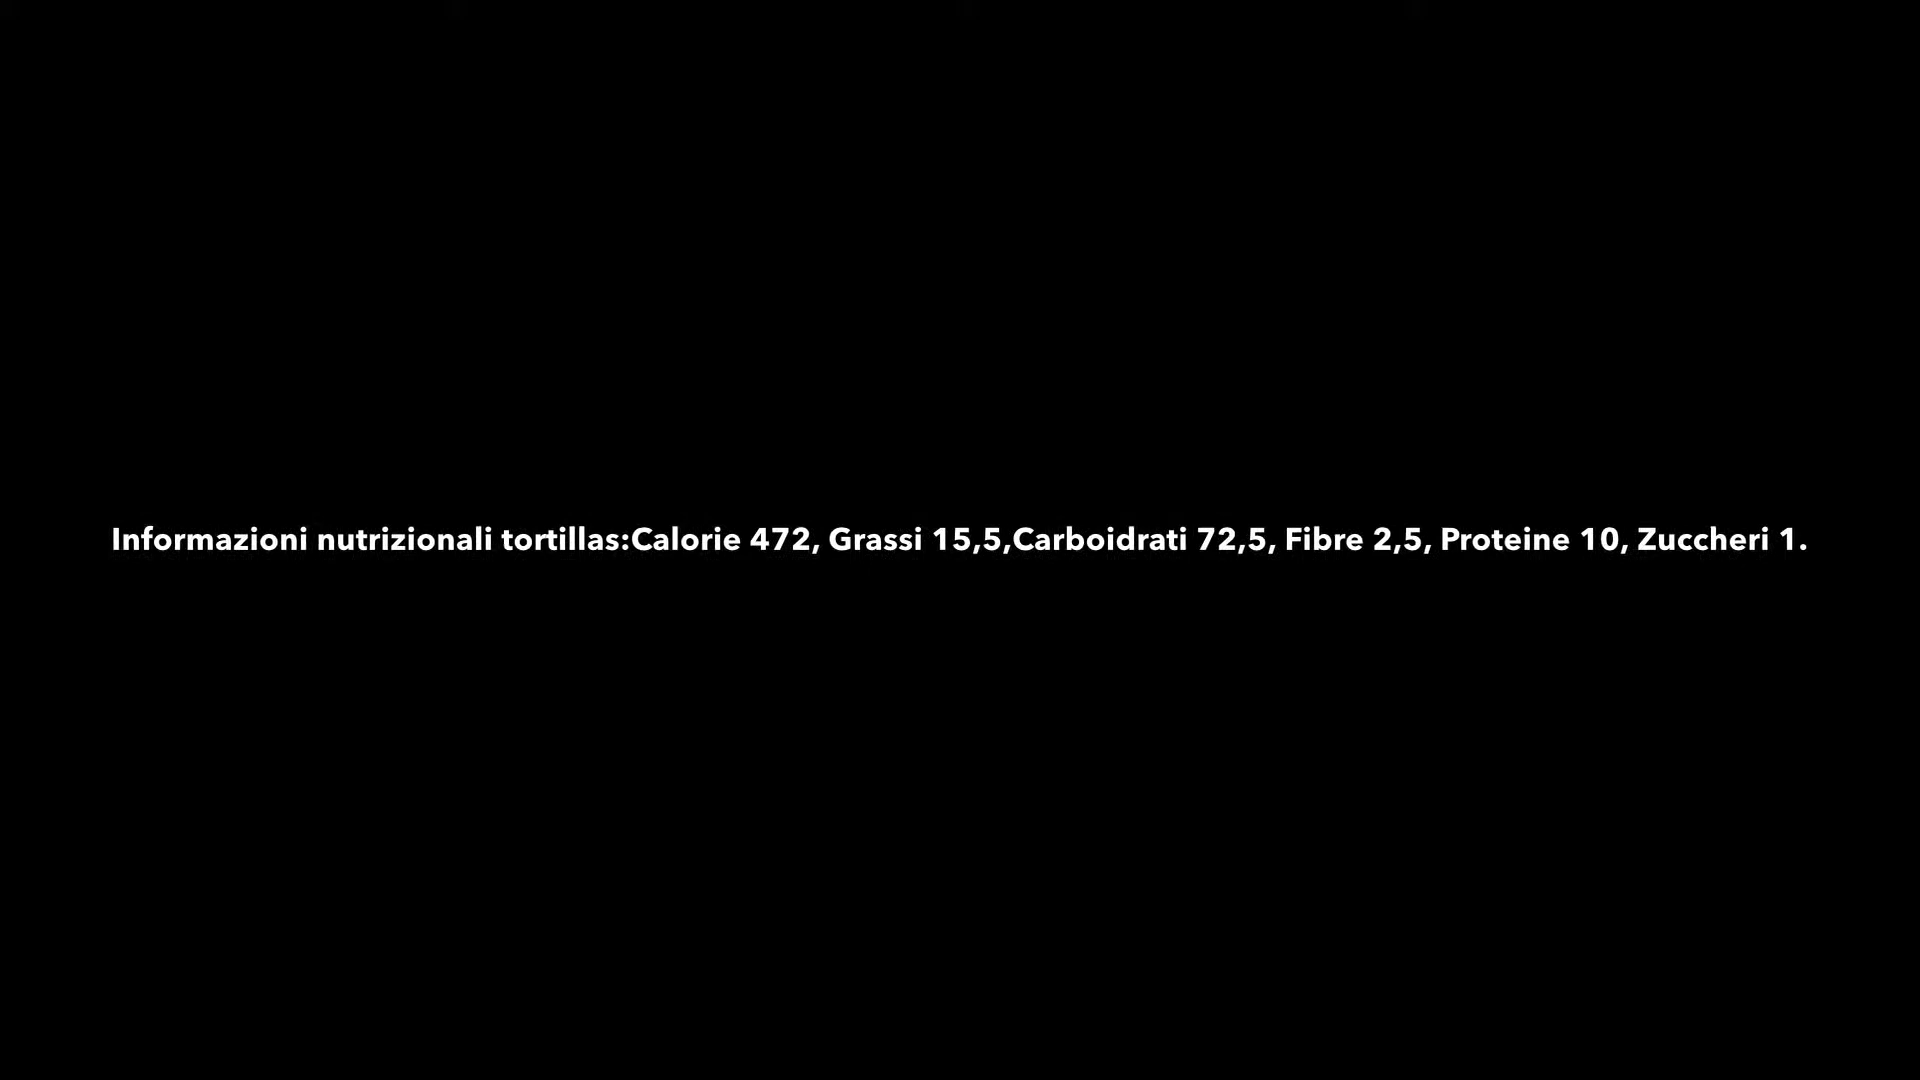 Informazioni nutrizionali tortillas:Calorie 472, Grassi 15,5,Carboidrati 72,5, Fibre 2,5, Proteine 10, Zuccheri 1.